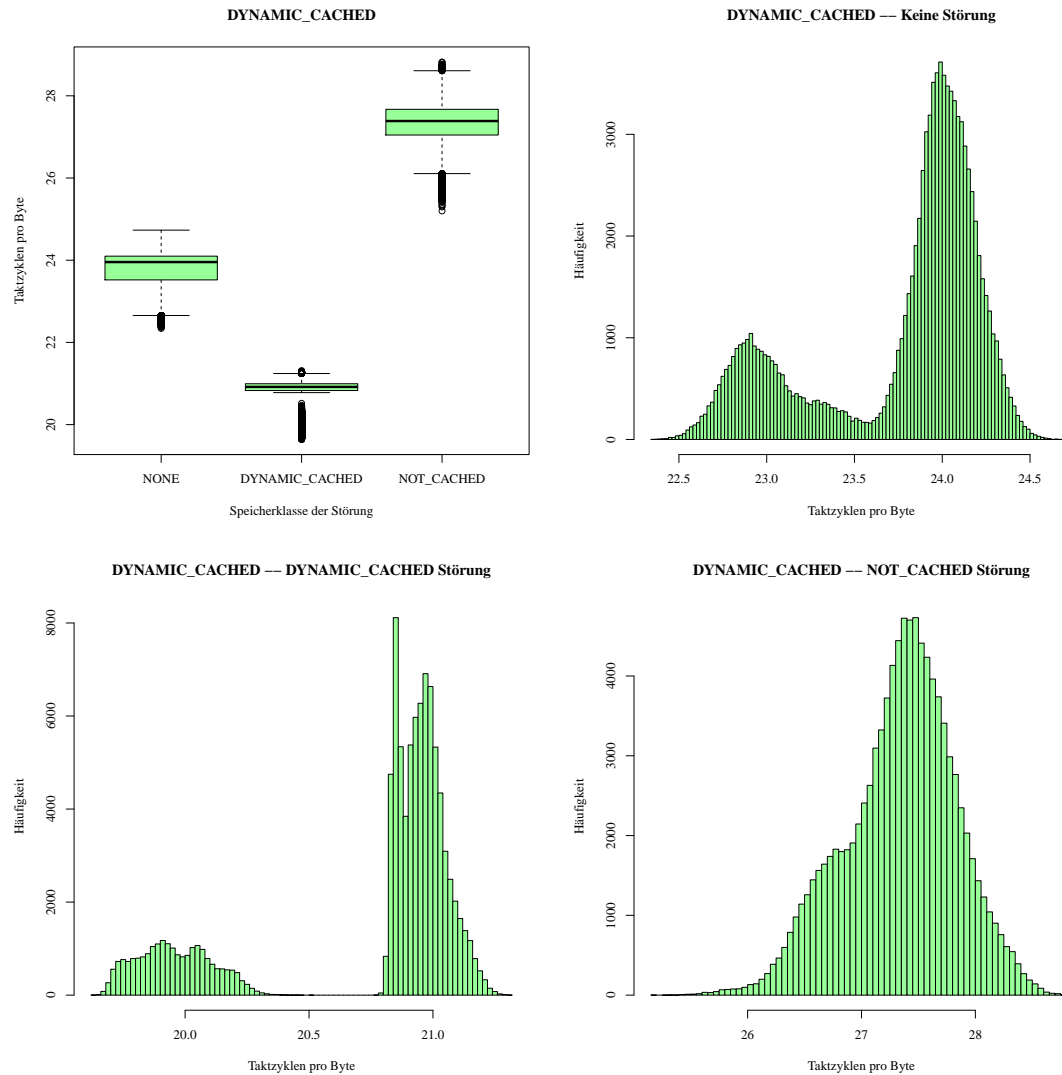 DYNAMIC_CACHED
Taktzyklen pro Byte
28
26
24
22
20
NONE DYNAMIC_CACHED NOT_CACHED
Speicherklasse der Störung
DYNAMIC_CACHED −− Keine Störung
Häufigkeit
3000
2000
1000
0
22.5 23.0 23.5 24.0 24.5
Taktzyklen pro Byte
DYNAMIC_CACHED −− DYNAMIC_CACHED Störung
Häufigkeit
8000
6000
4000
2000
0
20.0 20.5 21.0
Taktzyklen pro Byte
DYNAMIC_CACHED −− NOT_CACHED Störung
Häufigkeit
4000
3000
2000
1000
0
26 27 28
Taktzyklen pro Byte